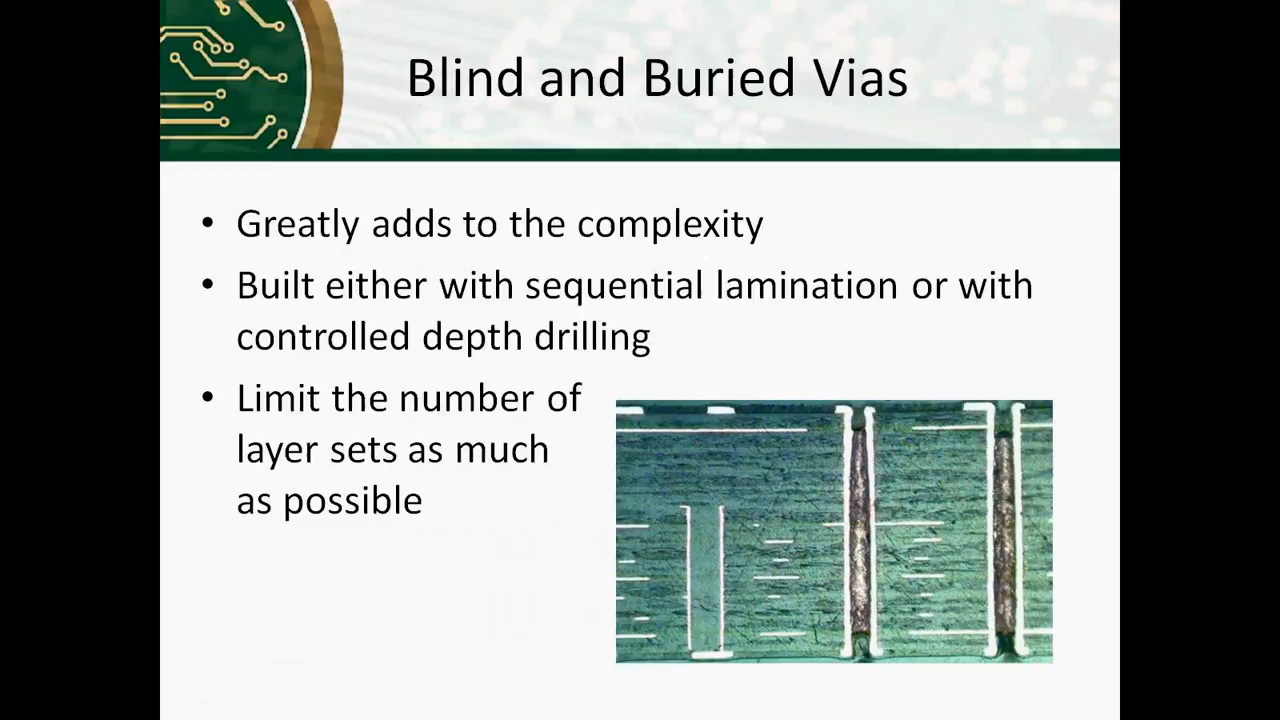 Blind and Buried Vias
• Greatly adds to the complexity
• Built either with sequential lamination or with
controlled depth drilling
• Limit the number of
layer sets as much
as possible